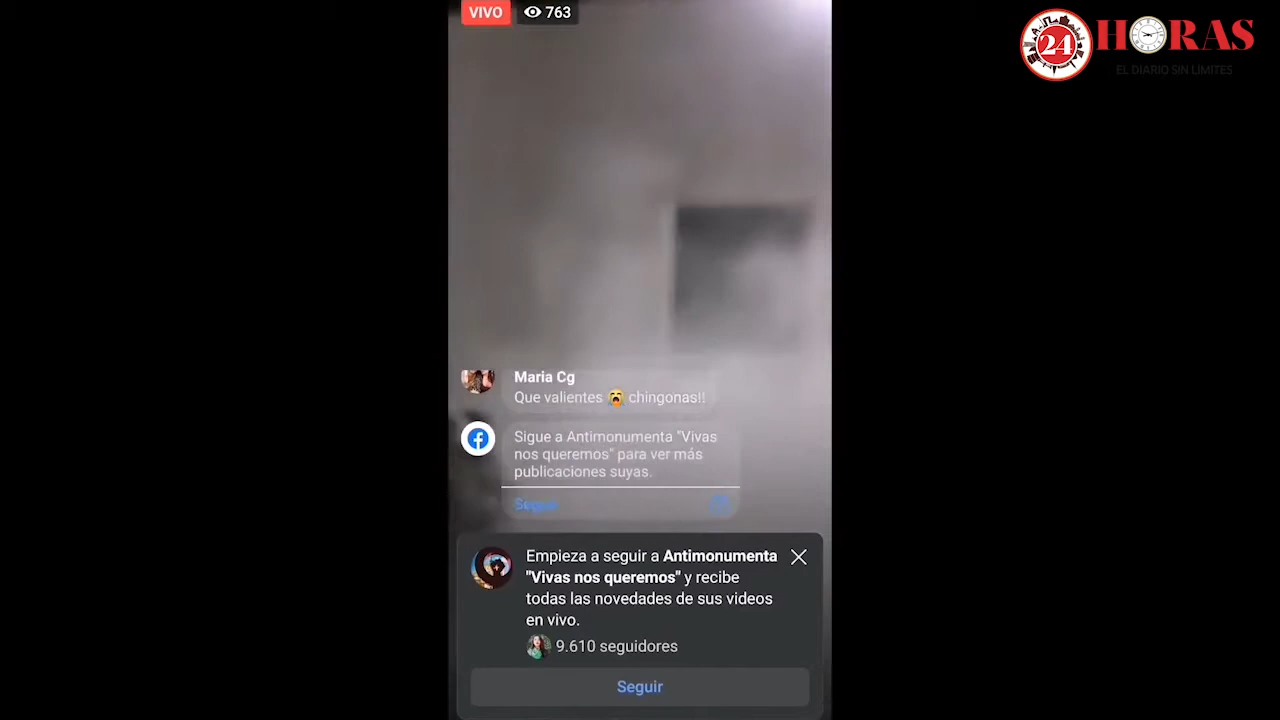 VIVO 763
24 HORAS
EL DIARIO SIN LÍMITES
Maria Cg
Que valientes 😭 chingonas!!
Sigue a Antimonumenta "Vivas
nos queremos" para ver más
publicaciones suyas.
Seguir
Empieza a seguir a Antimonumenta
"Vivas nos queremos" y recibe
todas las novedades de sus videos
en vivo.
9.610 seguidores
Seguir